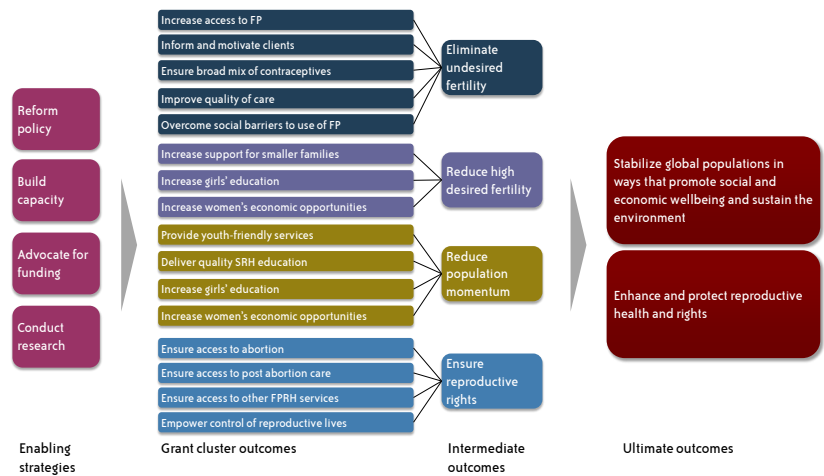 Reform
policy
Build
capacity
Advocate for
funding
Conduct
research
Enabling
strategies
Increase access to FP
Inform and motivate clients
Ensure broad mix of contraceptives
Improve quality of care
Overcome social barriers to use of FP
Increase support for smaller families
Increase girls' education
Increase women's economic opportunities
Provide youth-friendly services
Deliver quality SRH education
Increase girls' education
Increase women's economic opportunities
Ensure access to abortion
Ensure access to post abortion care
Ensure access to other FPRH services
Empower control of reproductive lives
Grant cluster outcomes
Eliminate
undesired
fertility
Reduce high
desired fertility
Reduce
population
momentum
Ensure
reproductive
rights
Intermediate
outcomes
Stabilize global populations in
ways that promote social and
economic wellbeing and sustain the
environment
Enhance and protect reproductive
health and rights
Ultimate outcomes